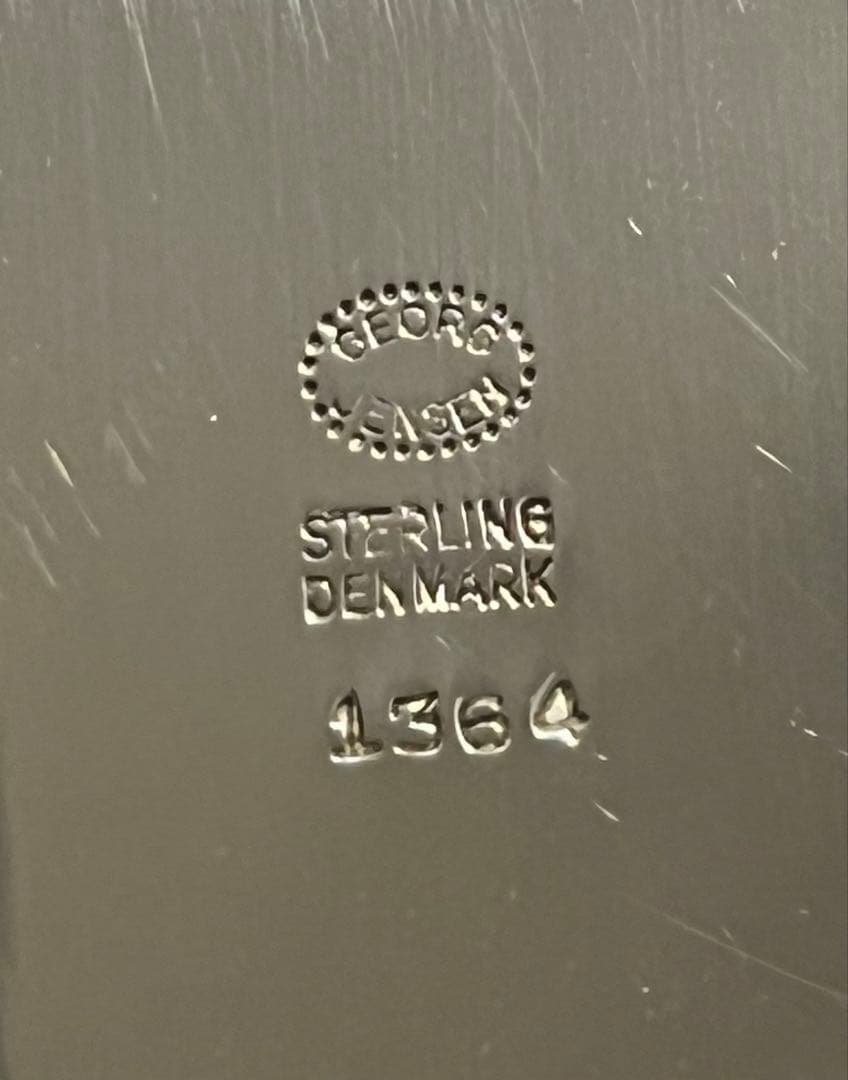 GEORG
JENSEN
STERLING
DENMARK
1364